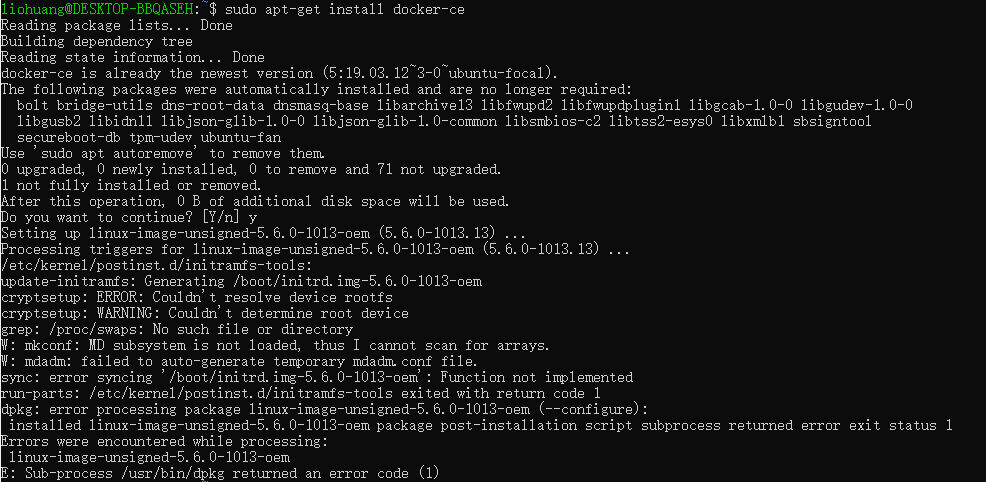 liohuang@DESKTOP-BBQASEH:~$ sudo apt-get install docker-ce
Reading package lists... Done
Building dependency tree
Reading state information... Done
docker-ce is already the newest version (5:19.03.12~3-0~ubuntu-focal).
The following packages were automatically installed and are no longer required:
  bolt bridge-utils dns-root-data dnsmasq-base libarchive13 libfwupd2 libfwupdplugin1 libgcab-1.0-0 libgudev-1.0-0
  libgusb2 libidn11 libjson-glib-1.0-0 libjson-glib-1.0-common libsmbios-c2 libtss2-esys0 libxmlb1 sbsigntool
  secureboot-db tpm-udev ubuntu-fan
Use 'sudo apt autoremove' to remove them.
0 upgraded, 0 newly installed, 0 to remove and 71 not upgraded.
1 not fully installed or removed.
After this operation, 0 B of additional disk space will be used.
Do you want to continue? [Y/n] y
Setting up linux-image-unsigned-5.6.0-1013-oem (5.6.0-1013.13) ...
Processing triggers for linux-image-unsigned-5.6.0-1013-oem (5.6.0-1013.13) ...
/etc/kernel/postinst.d/initramfs-tools:
update-initramfs: Generating /boot/initrd.img-5.6.0-1013-oem
cryptsetup: ERROR: Couldn't resolve device rootfs
cryptsetup: WARNING: Couldn't determine root device
grep: /proc/swaps: No such file or directory
W: mkconf: MD subsystem is not loaded, thus I cannot scan for arrays.
W: mdadm: failed to auto-generate temporary mdadm.conf file.
sync: error syncing '/boot/initrd.img-5.6.0-1013-oem': Function not implemented
run-parts: /etc/kernel/postinst.d/initramfs-tools exited with return code 1
dpkg: error processing package linux-image-unsigned-5.6.0-1013-oem (--configure):
 installed linux-image-unsigned-5.6.0-1013-oem package post-installation script subprocess returned error exit status 1
Errors were encountered while processing:
 linux-image-unsigned-5.6.0-1013-oem
E: Sub-process /usr/bin/dpkg returned an error code (1)